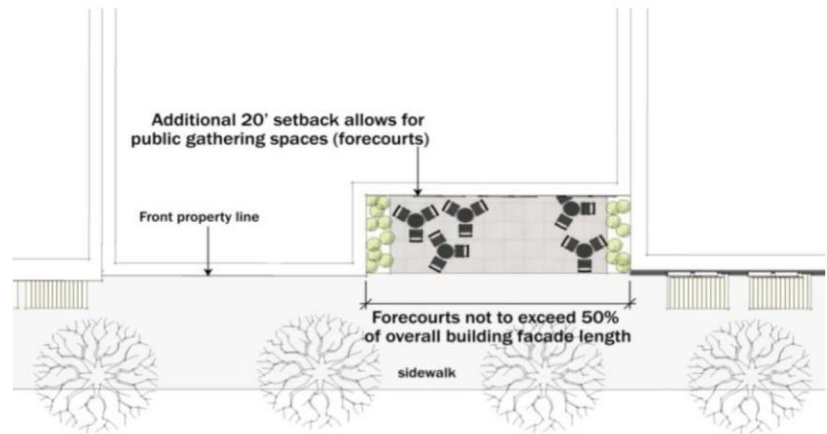 Additional 20’ setback allows for
public gathering spaces (forecourts)
Front property line
Forecourts not to exceed 50%
of overall building facade length
sidewalk